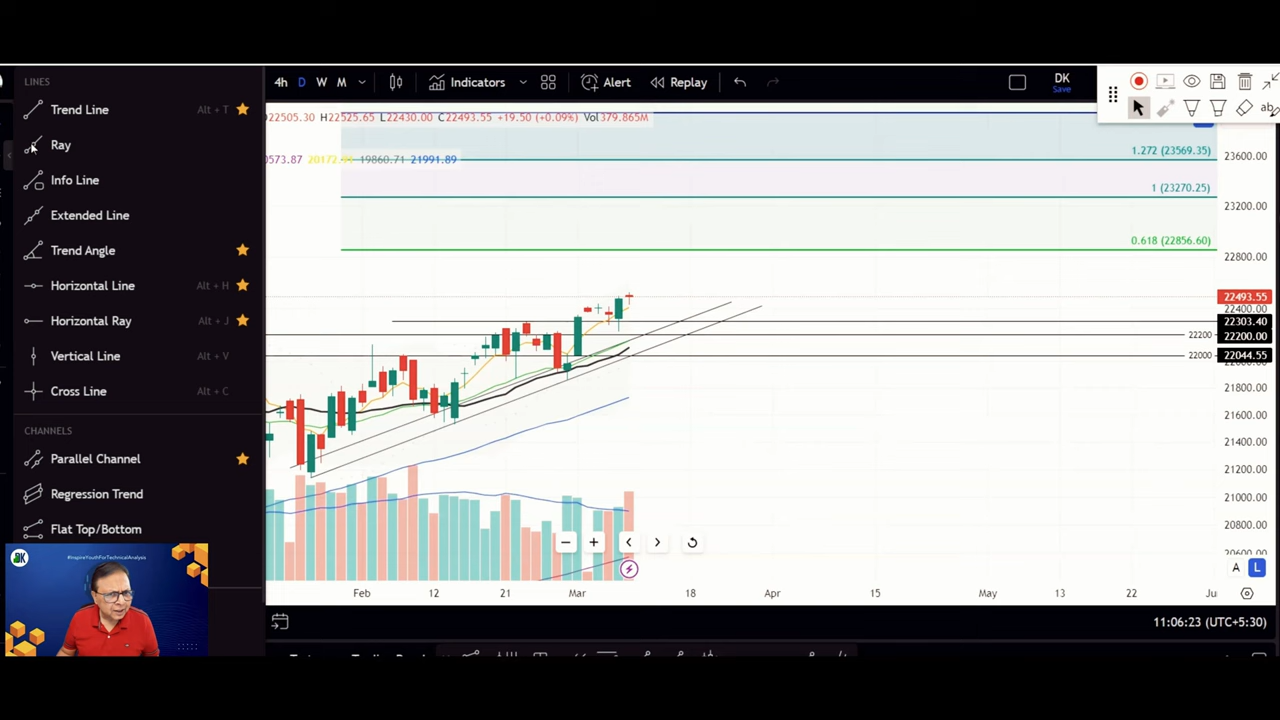 LINES
Trend Line Alt + T
Ray
Info Line
Extended Line
Trend Angle
Horizontal Line Alt + H
Horizontal Ray Alt + J
Vertical Line Alt + V
Cross Line Alt + C
CHANNELS
Parallel Channel
Regression Trend
Flat Top/Bottom
4h D W M Indicators Alert Replay DK
Save
22505.30 H22525.65 L22430.00 C22493.55 +19.50 (+0.09%) Vol379.865M
0573.87 19860.71 21991.89
1.272 (23569.35)
1 (23270.25)
0.618 (22856.60)
22200
22000
23600.00
23200.00
22800.00
22493.55
22400.00
22303.40
22200.00
22044.55
21800.00
21600.00
21400.00
21200.00
21000.00
20800.00
A L
Feb 12 21 Mar 18 Apr 15 May 13 22
11:06:23 (UTC+5:30)
#InspireYouthForTechnicalAnalysis